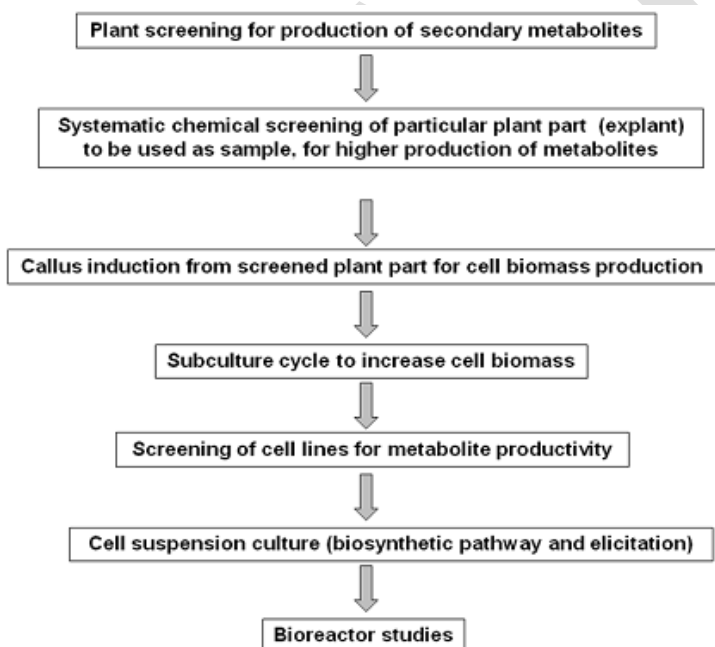 Plant screening for production of secondary metabolites
Systematic chemical screening of particular plant part (explant)
to be used as sample, for higher production of metabolites
Callus induction from screened plant part for cell biomass production
Subculture cycle to increase cell biomass
Screening of cell lines for metabolite productivity
Cell suspension culture (biosynthetic pathway and elicitation)
Bioreactor studies